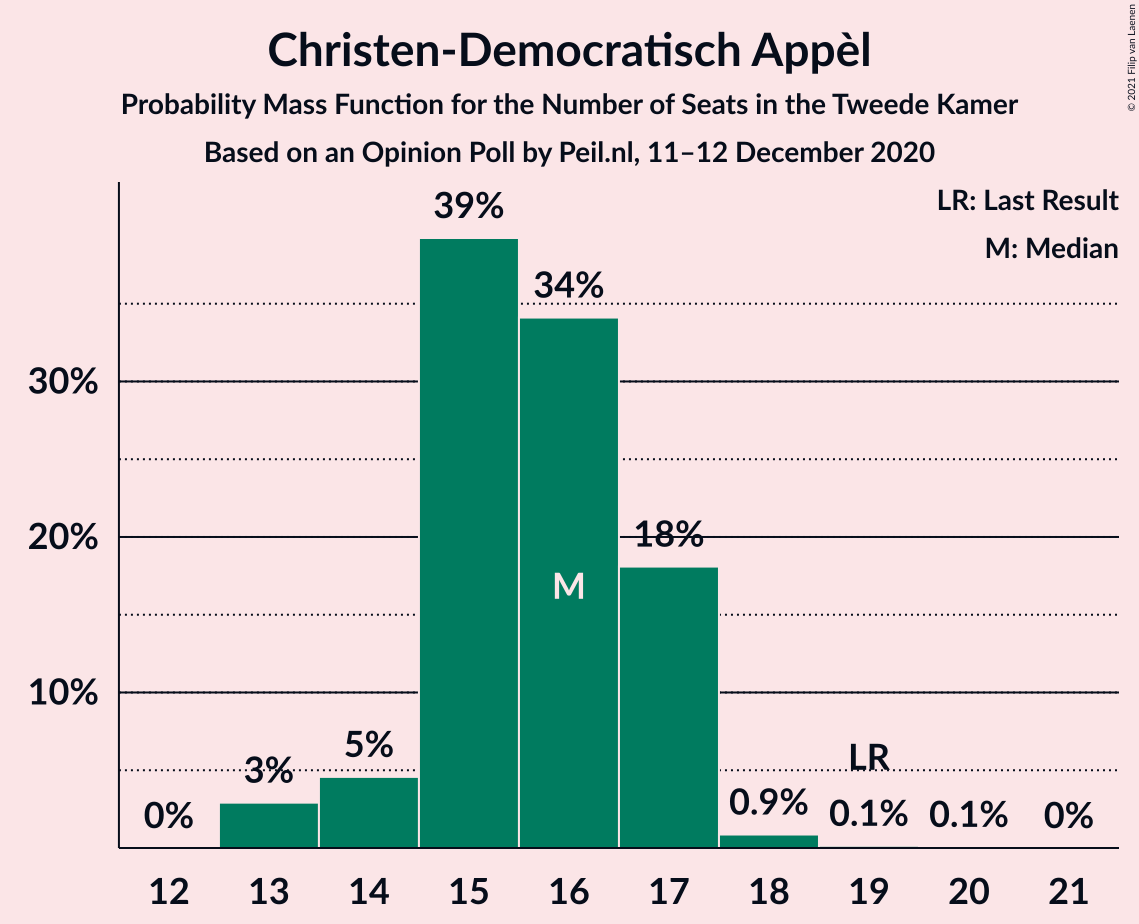 Christen-Democratisch Appèl
Probability Mass Function for the Number of Seats in the Tweede Kamer
Based on an Opinion Poll by Peil.nl, 11–12 December 2020
© 2021 Filip van Laenen
LR: Last Result
M: Median
39%
34%
30%
20%
18%
M
10%
5%
3%
LR
0%
0.9%
0.1%
0.1%
0%
12 13 14 15 16 17 18 19 20 21